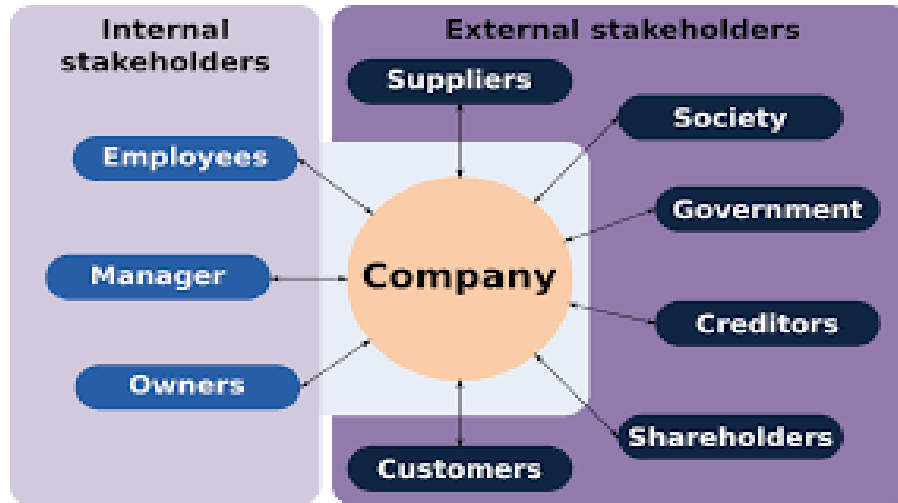 Internal
stakeholders
External stakeholders
Suppliers
Society
Employees
Government
Manager
Company
Creditors
Owners
Shareholders
Customers